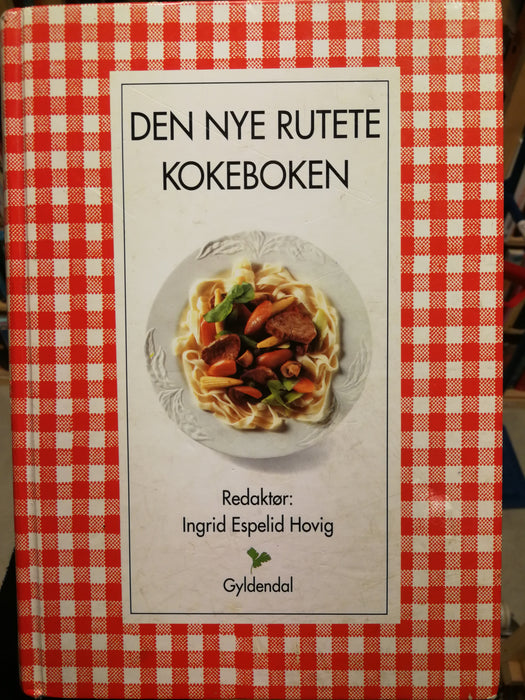 DEN NYE RUTETE
KOKEBOKEN
Redaktør:
Ingrid Espelid Hovig
Gyldendal